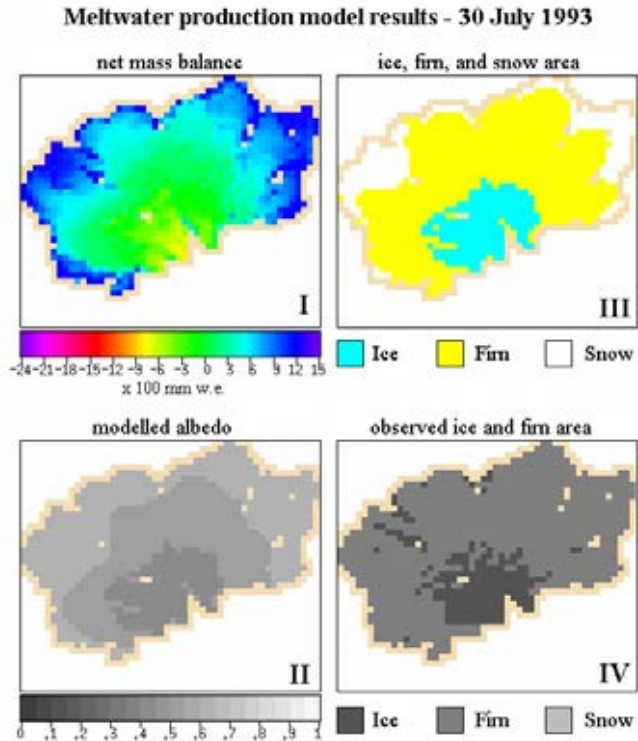 Meltwater production model results - 30 July 1993
net mass balance
ice, firn, and snow area
I
III
-24 -21 -18 -15 -12 -9 -6 -3 0 3 6 9 12 15
x 100 mm w.e.
Ice Firn Snow
modelled albedo
observed ice and firn area
II
IV
0 .1 .2 .3 .4 .5 .6 .7 .8 .9 1
Ice Firn Snow